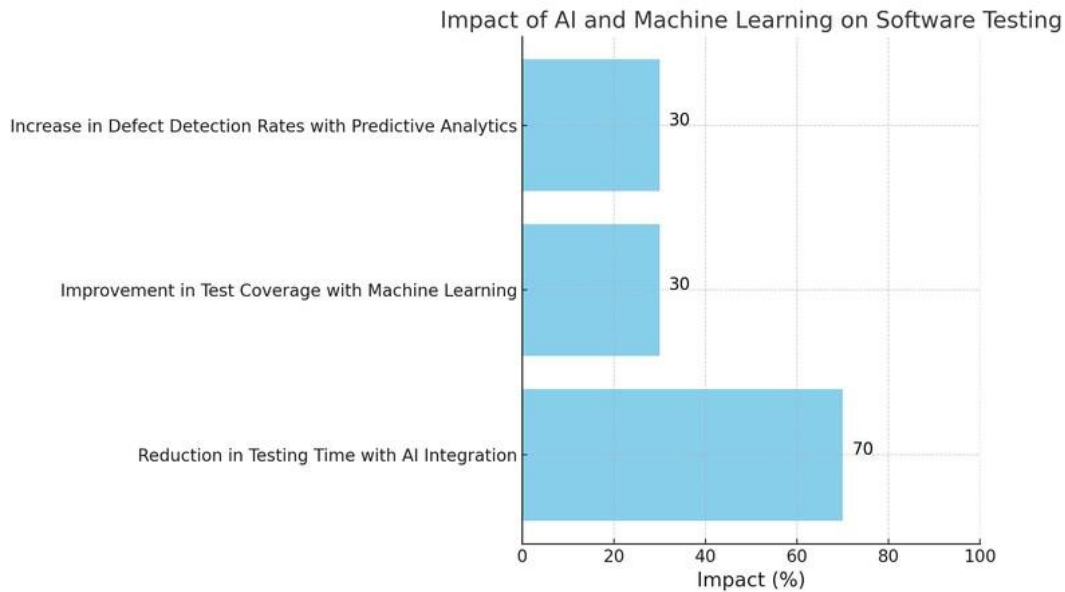 Impact of AI and Machine Learning on Software Testing
Increase in Defect Detection Rates with Predictive Analytics
30
Improvement in Test Coverage with Machine Learning
30
Reduction in Testing Time with AI Integration
70
0 20 40 60 80 100
Impact (%)